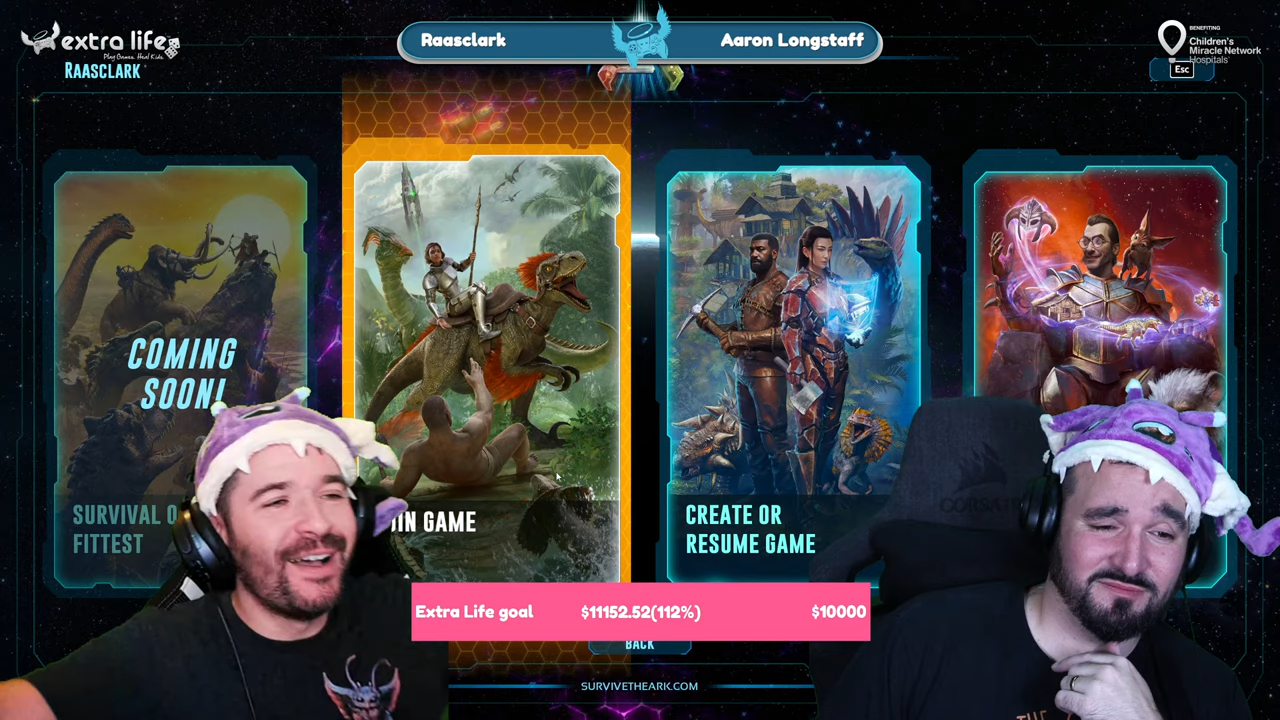 extra life
Play Games. Heal Kids.
RAASCLARK
Raasclark
Aaron Longstaff
BENEFITING
Children's
Miracle Network
Hospitals
Esc
COMING
SOON!
SURVIVAL O
FITTEST
IN GAME
CREATE OR
RESUME GAME
Extra Life goal $11152.52(112%) $10000
BACK
SURVIVETHEARK.COM
THE